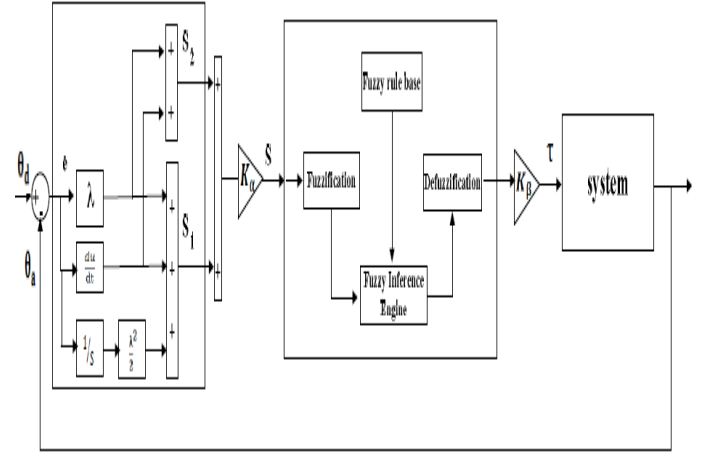 θd
+
-
θa
e
λ
du/dt
1/S
λ²/2
+
+
S2
+
+
+
S1
+
+
Kα
S
Fuzzy rule base
Fuzzification
Defuzzification
Fuzzy Inference
Engine
Kβ
τ
system